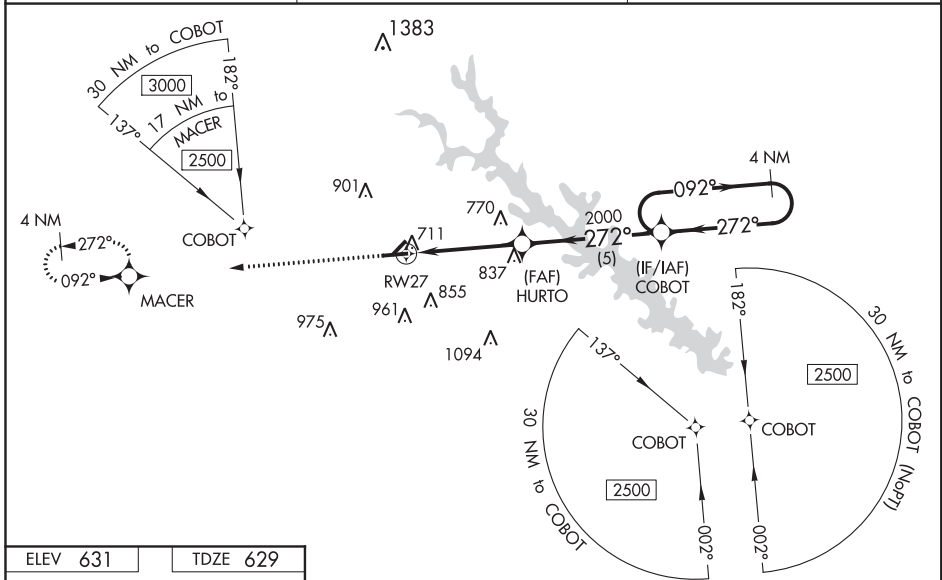 1383
30 NM to COBOT
3000
182°
137°
17 NM to
MACER
2500
COBOT
4 NM
092°
272°
901
770
2000
272°
(5)
4 NM
272°
092°
MACER
711
RW27
837
(FAF)
HURTO
(IF/IAF)
COBOT
855
961
975
1094
137°
COBOT
30 NM to COBOT
2500
002°
182°
30 NM to COBOT (NoPT)
2500
COBOT
002°
ELEV 631
TDZE 629